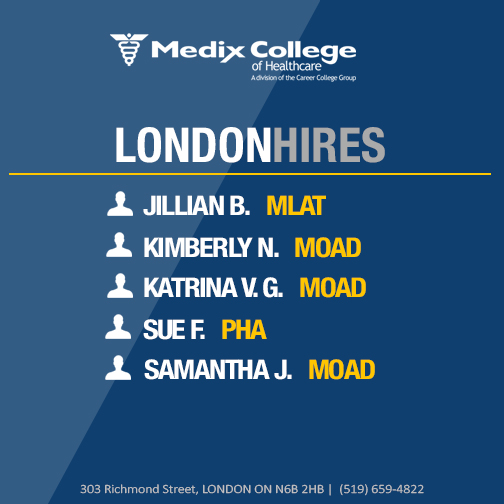 Medix College
of Healthcare
A division of the Career College Group
LONDONHIRES
JILLIAN B. MLAT
KIMBERLY N. MOAD
KATRINA V. G. MOAD
SUE F. PHA
SAMANTHA J. MOAD
303 Richmond Street, LONDON ON N6B 2HB | (519) 659-4822